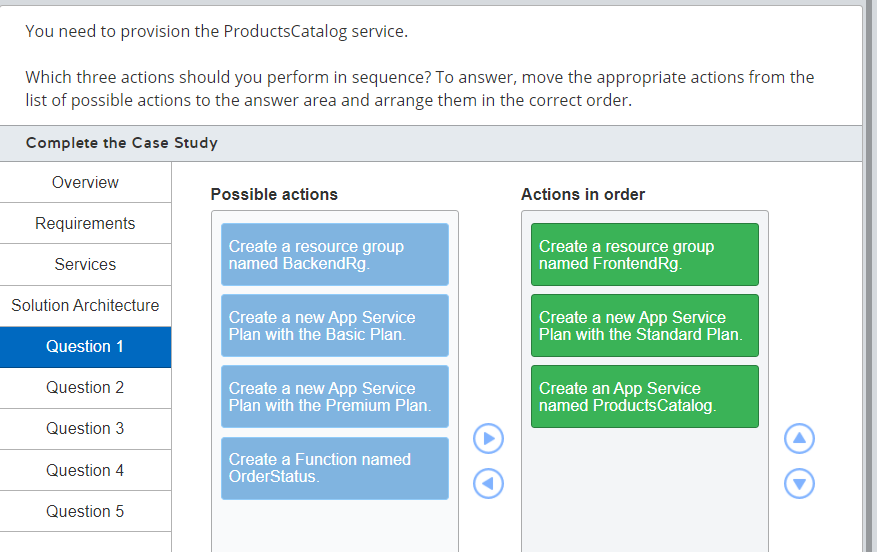 You need to provision the ProductsCatalog service.
Which three actions should you perform in sequence? To answer, move the appropriate actions from the
list of possible actions to the answer area and arrange them in the correct order.
Complete the Case Study
Overview
Requirements
Services
Solution Architecture
Question 1
Question 2
Question 3
Question 4
Question 5
Possible actions
Create a resource group
named BackendRg.
Create a new App Service
Plan with the Basic Plan.
Create a new App Service
Plan with the Premium Plan.
Create a Function named
OrderStatus.
Actions in order
Create a resource group
named FrontendRg.
Create a new App Service
Plan with the Standard Plan.
Create an App Service
named ProductsCatalog.